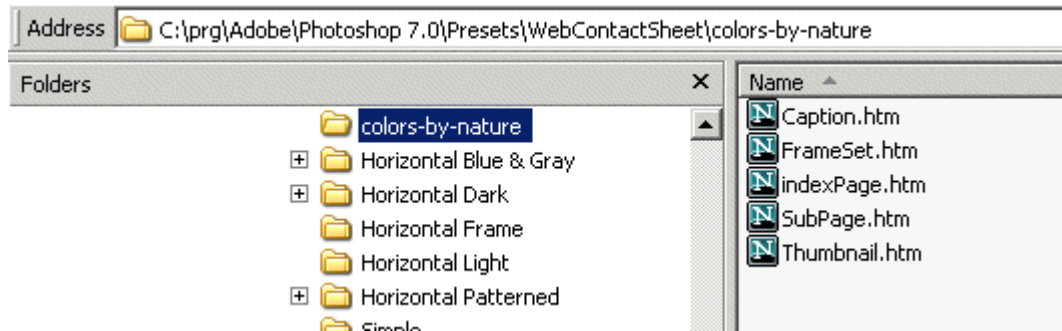 Address C:\prg\Adobe\Photoshop 7.0\Presets\WebContactSheet\colors-by-nature
Folders
colors-by-nature
Horizontal Blue & Gray
Horizontal Dark
Horizontal Frame
Horizontal Light
Horizontal Patterned
Simple
Name
Caption.htm
FrameSet.htm
indexPage.htm
SubPage.htm
Thumbnail.htm